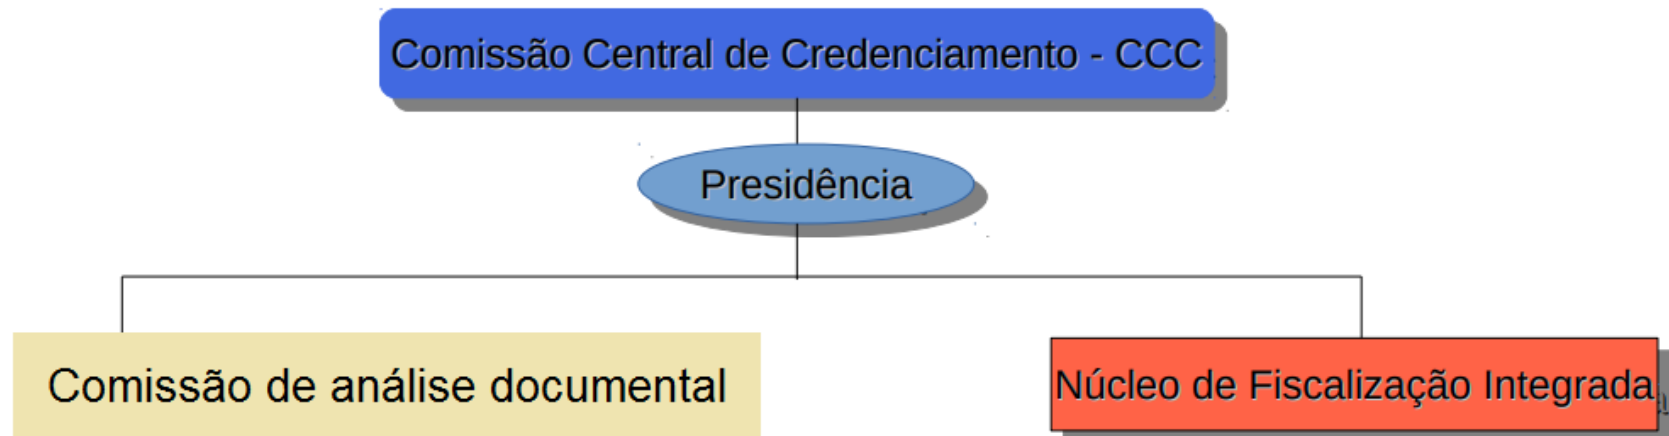 Comissão Central de Credenciamento - CCC
Presidência
Comissão de análise documental
Núcleo de Fiscalização Integrada